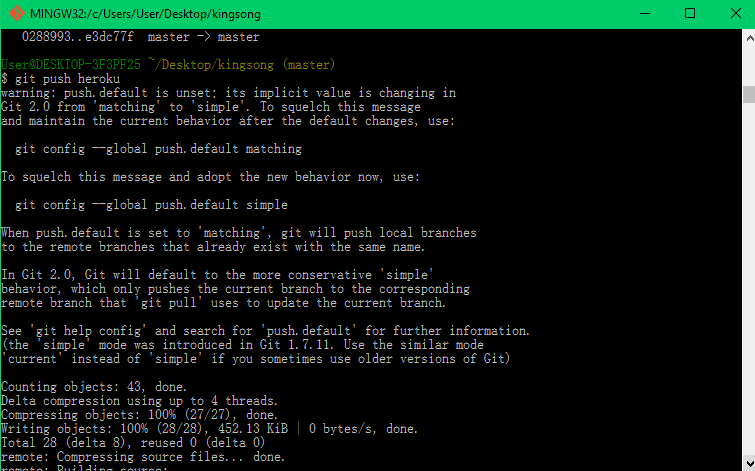 MINGW32:/c/Users/User/Desktop/kingsong
0288993..e3dc77f  master -> master
User@DESKTOP-3F3PF25 ~/Desktop/kingsong (master)
$ git push heroku
warning: push.default is unset; its implicit value is changing in
Git 2.0 from 'matching' to 'simple'. To squelch this message
and maintain the current behavior after the default changes, use:
git config --global push.default matching
To squelch this message and adopt the new behavior now, use:
git config --global push.default simple
When push.default is set to 'matching', git will push local branches
to the remote branches that already exist with the same name.
In Git 2.0, Git will default to the more conservative 'simple'
behavior, which only pushes the current branch to the corresponding
remote branch that 'git pull' uses to update the current branch.
See 'git help config' and search for 'push.default' for further information.
(the 'simple' mode was introduced in Git 1.7.11. Use the similar mode
'current' instead of 'simple' if you sometimes use older versions of Git)
Counting objects: 43, done.
Delta compression using up to 4 threads.
Compressing objects: 100% (27/27), done.
Writing objects: 100% (28/28), 452.13 KiB | 0 bytes/s, done.
Total 28 (delta 8), reused 0 (delta 0)
remote: Compressing source files... done.
remote: Building source: